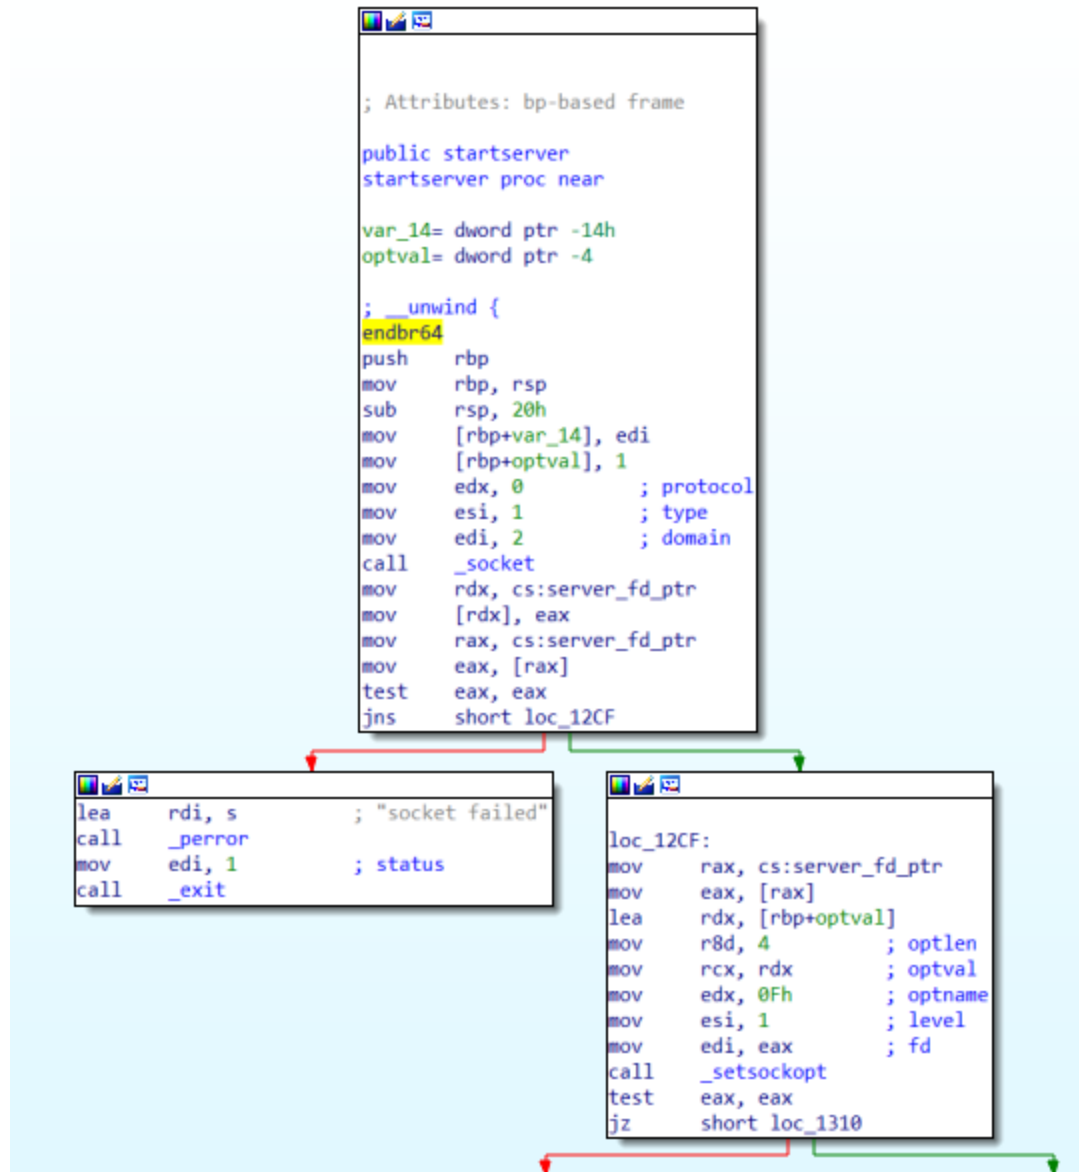 ; Attributes: bp-based frame
public startserver
startserver proc near
var_14= dword ptr -14h
optval= dword ptr -4
; __unwind {
endbr64
push rbp
mov rbp, rsp
sub rsp, 20h
mov [rbp+var_14], edi
mov [rbp+optval], 1
mov edx, 0 ; protocol
mov esi, 1 ; type
mov edi, 2 ; domain
call _socket
mov rdx, cs:server_fd_ptr
mov [rdx], eax
mov rax, cs:server_fd_ptr
mov eax, [rax]
test eax, eax
jns short loc_12CF
lea rdi, s ; "socket failed"
call _perror
mov edi, 1 ; status
call _exit
loc_12CF:
mov rax, cs:server_fd_ptr
mov eax, [rax]
lea rdx, [rbp+optval]
mov r8d, 4 ; optlen
mov rcx, rdx ; optval
mov edx, 0Fh ; optname
mov esi, 1 ; level
mov edi, eax ; fd
call _setsockopt
test eax, eax
jz short loc_1310